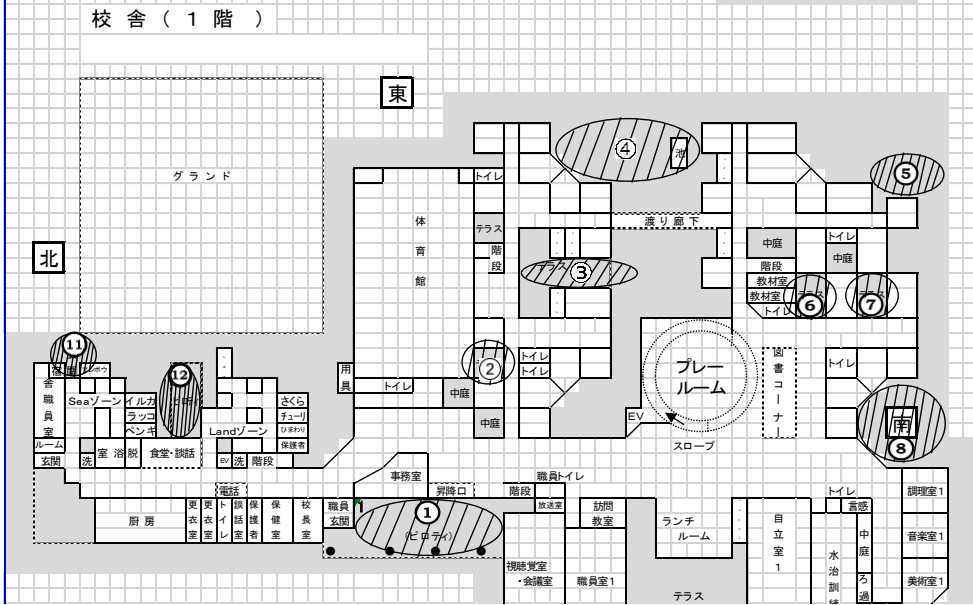 校 舎 ( 1 階 )
東
④
池
⑤
グ ラ ン ド
トイレ
体育館
テラス
階段
渡 り 廊 下
中庭
トイレ
中庭
北
テラス
③
階段
教材室
教材室
トイレ
⑥
⑦
⑪
②
トイレ
トイレ
用具
トイレ
中庭
中庭
プレー
ルーム
図書コーナー
トイレ
EV
スロープ
南
⑧
⑫
舎職員室
Seaゾーン
イルカ
ラッコ
ペンギ
Landゾーン
さくら
チューリ
ひまわり
保護者
ルーム
玄関
洗
室
浴
脱
食堂・談話
EV
洗
階段
事務室
職員トイレ
電話
昇降口
階段
トイレ
調理室1
厨 房
更衣室
更衣室
トイレ
談話室
保護者
保健室
校長室
職員
玄関
①
(ピロティ)
放送室
訪問
教室
ランチ
ルーム
自立室1
言感
中庭
音楽室1
視聴覚室
・会議室
職員室1
水治訓練
ろ過
美術室1
テラス